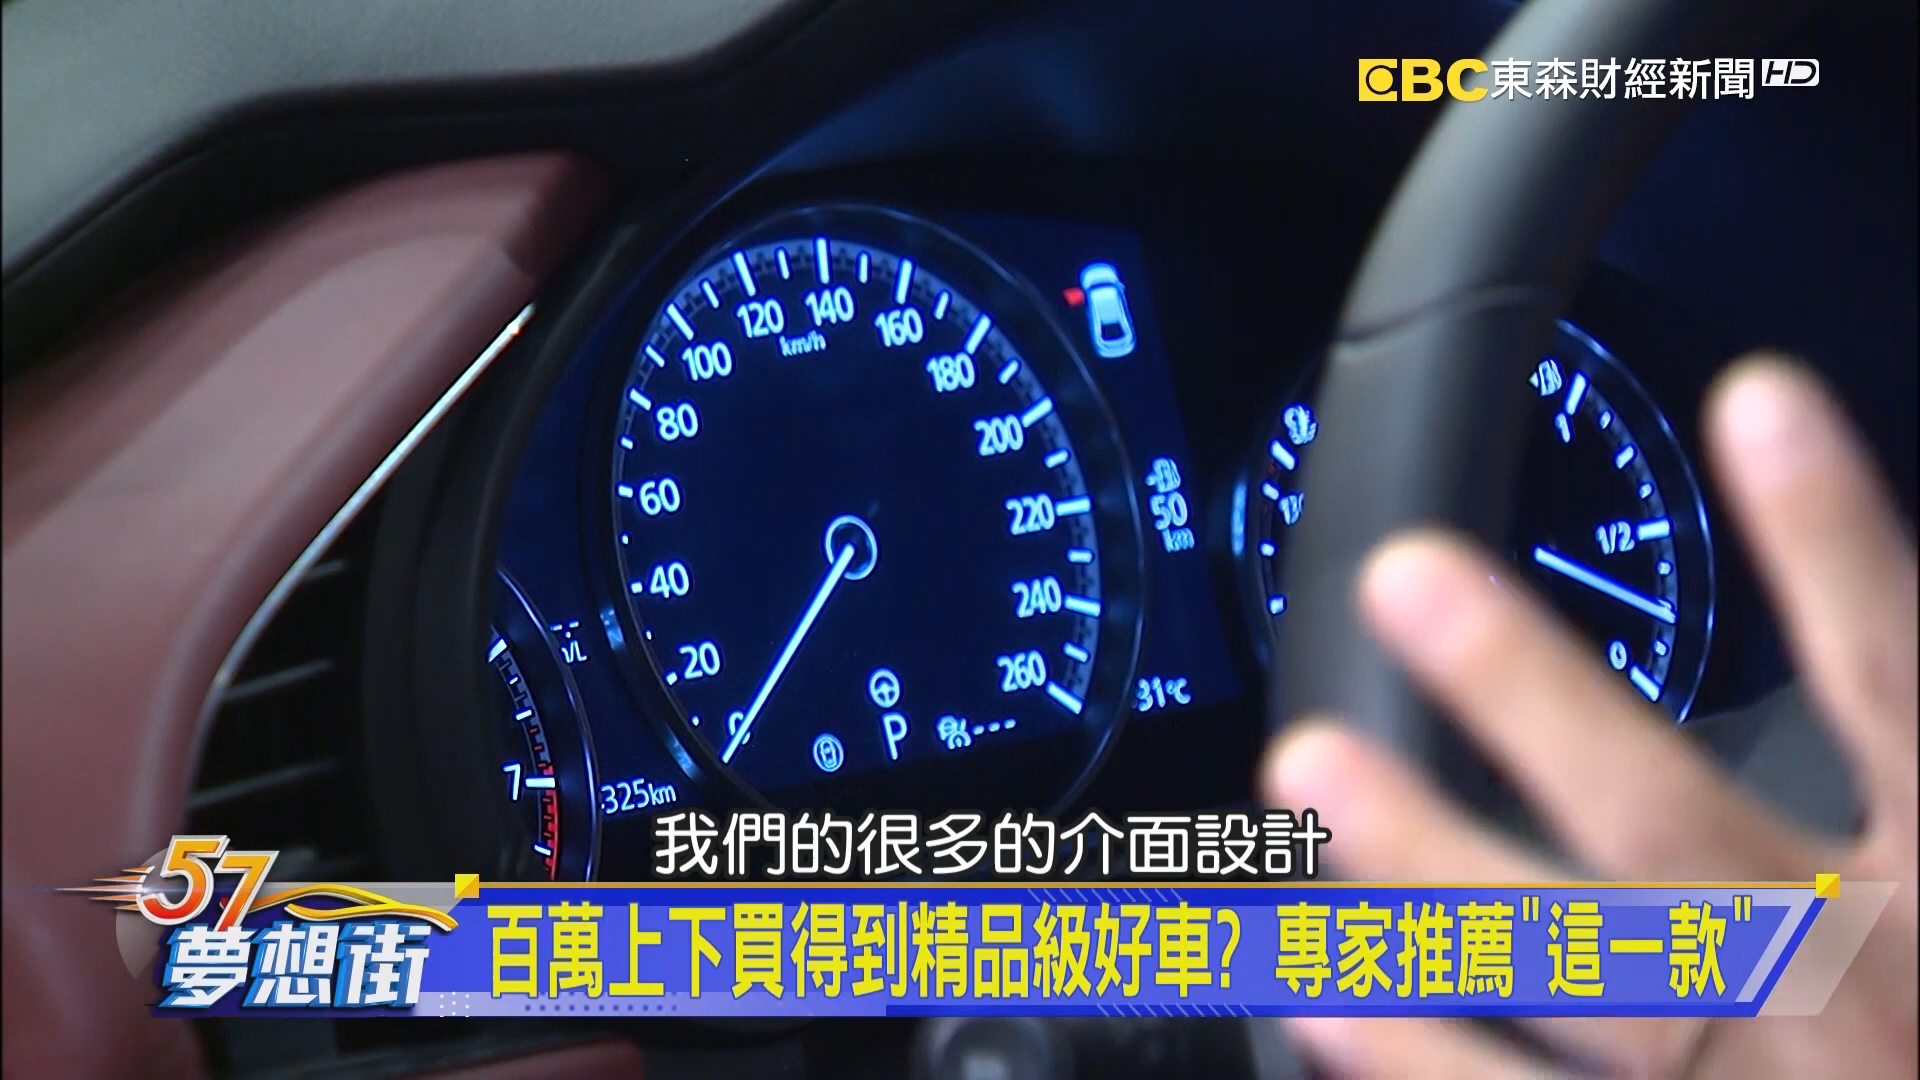 EBC東森財經新聞HD
120 140
km/h
160
100
180
80
200
1
60
220
50
km
1/2
40
240
20
260
0
31°C
P
---
7
325km
我們的很多的介面設計
57
夢想街
百萬上下買得到精品級好車? 專家推薦"這一款"